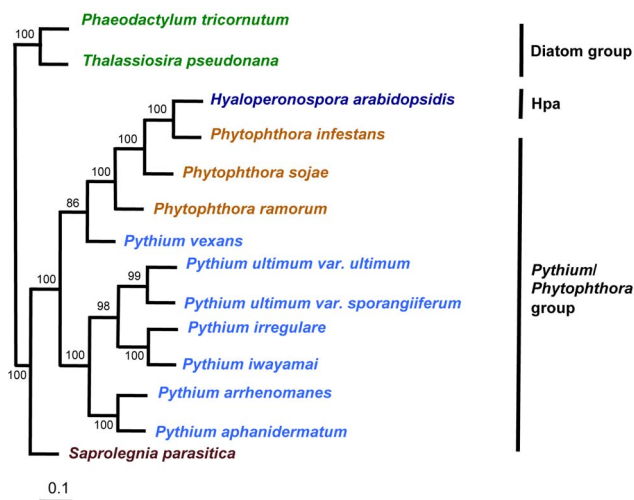 Phaeodactylum tricornutum
100
Thalassiosira pseudonana
Diatom group
Hyaloperonospora arabidopsidis
Hpa
100
Phytophthora infestans
100
Phytophthora sojae
100
Phytophthora ramorum
86
Pythium vexans
Pythium ultimum var. ultimum
99
100
Pythium/
Phytophthora
group
Pythium ultimum var. sporangiiferum
98
Pythium irregulare
100
100
Pythium iwayamai
100
Pythium arrhenomanes
100
Pythium aphanidermatum
Saprolegnia parasitica
0.1